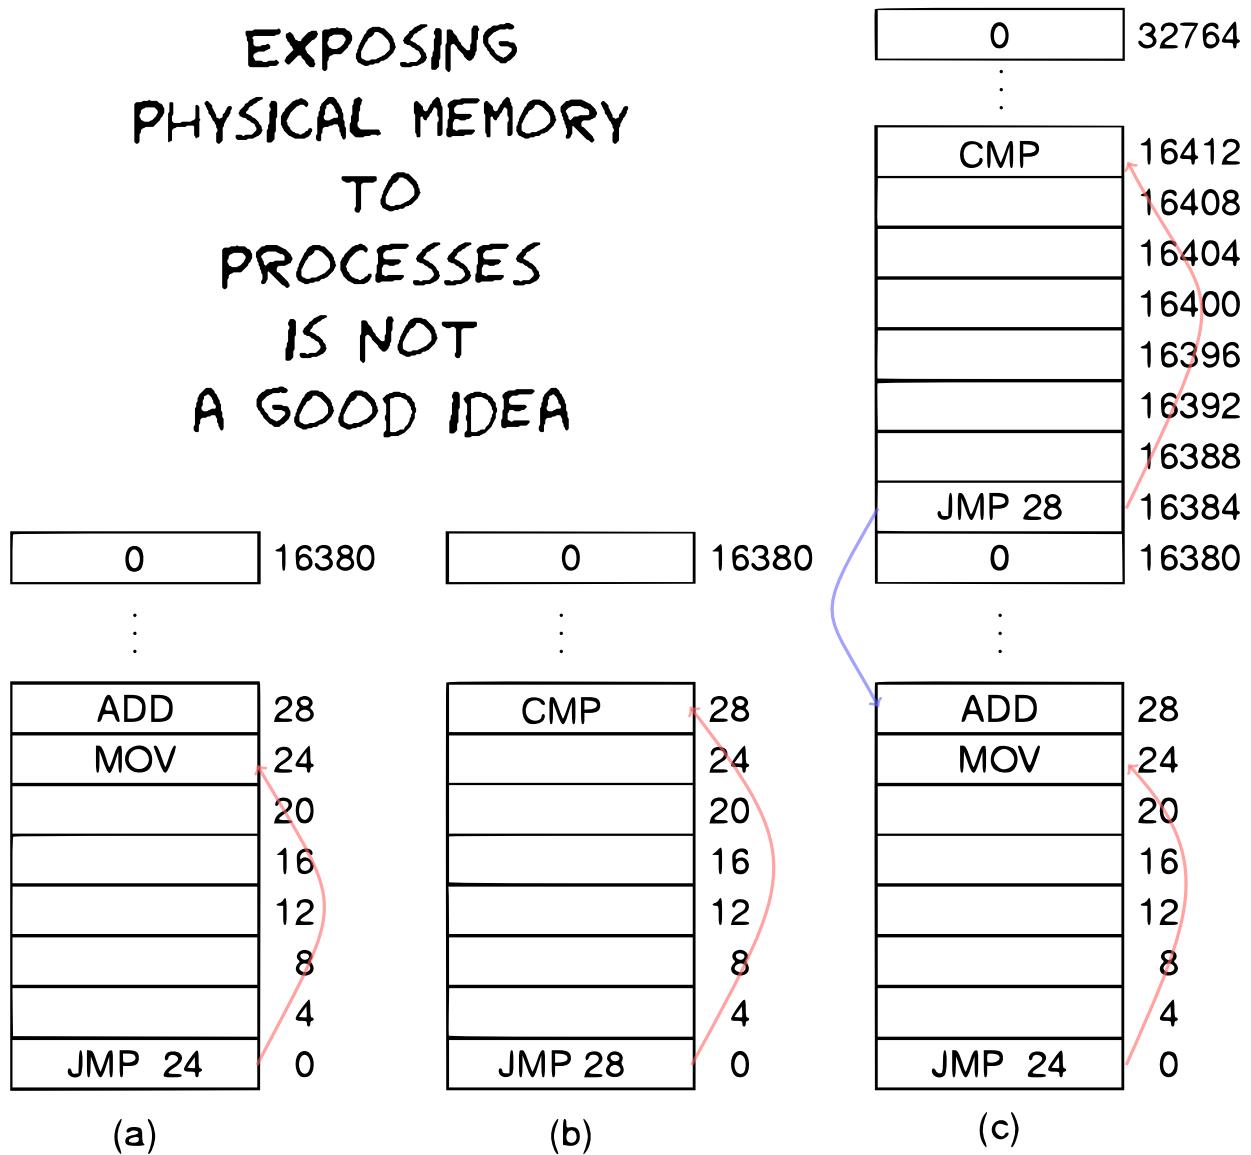 EXPOSING
PHYSICAL MEMORY
TO
PROCESSES
IS NOT
A GOOD IDEA
0 16380
ADD 28
MOV 24
20
16
12
8
4
JMP 24 0
(a)
0 16380
CMP 28
24
20
16
12
8
4
JMP 28 0
(b)
0 32764
CMP 16412
16408
16404
16400
16396
16392
16388
JMP 28 16384
0 16380
ADD 28
MOV 24
20
16
12
8
4
JMP 24 0
(c)